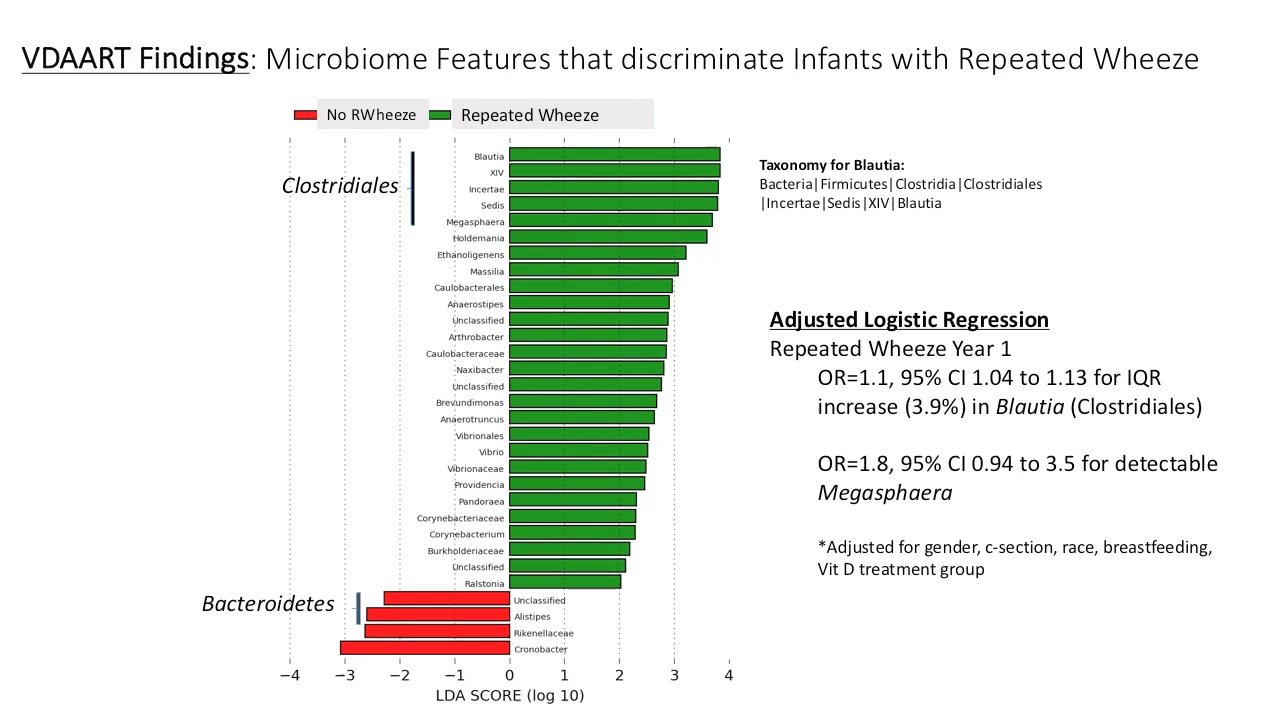 VDAART Findings: Microbiome Features that discriminate Infants with Repeated Wheeze
No RWheeze
Repeated Wheeze
Clostridiales
Blautia
XIV
Incertae
Sedis
Megasphaera
Holdemania
Ethanoligenens
Massilia
Caulobacterales
Anaerostipes
Unclassified
Arthrobacter
Caulobacteraceae
Naxibacter
Unclassified
Brevundimonas
Anaerotruncus
Vibrionales
Vibrio
Vibrionaceae
Providencia
Pandoraea
Corynebacteriaceae
Corynebacterium
Burkholderiaceae
Unclassified
Ralstonia
Bacteroidetes
Unclassified
Alistipes
Rikenellaceae
Cronobacter
−4 −3 −2 −1 0 1 2 3 4
LDA SCORE (log 10)
Taxonomy for Blautia:
Bacteria|Firmicutes|Clostridia|Clostridiales
|Incertae|Sedis|XIV|Blautia
Adjusted Logistic Regression
Repeated Wheeze Year 1
OR=1.1, 95% CI 1.04 to 1.13 for IQR
increase (3.9%) in Blautia (Clostridiales)
OR=1.8, 95% CI 0.94 to 3.5 for detectable
Megasphaera
*Adjusted for gender, c-section, race, breastfeeding,
Vit D treatment group